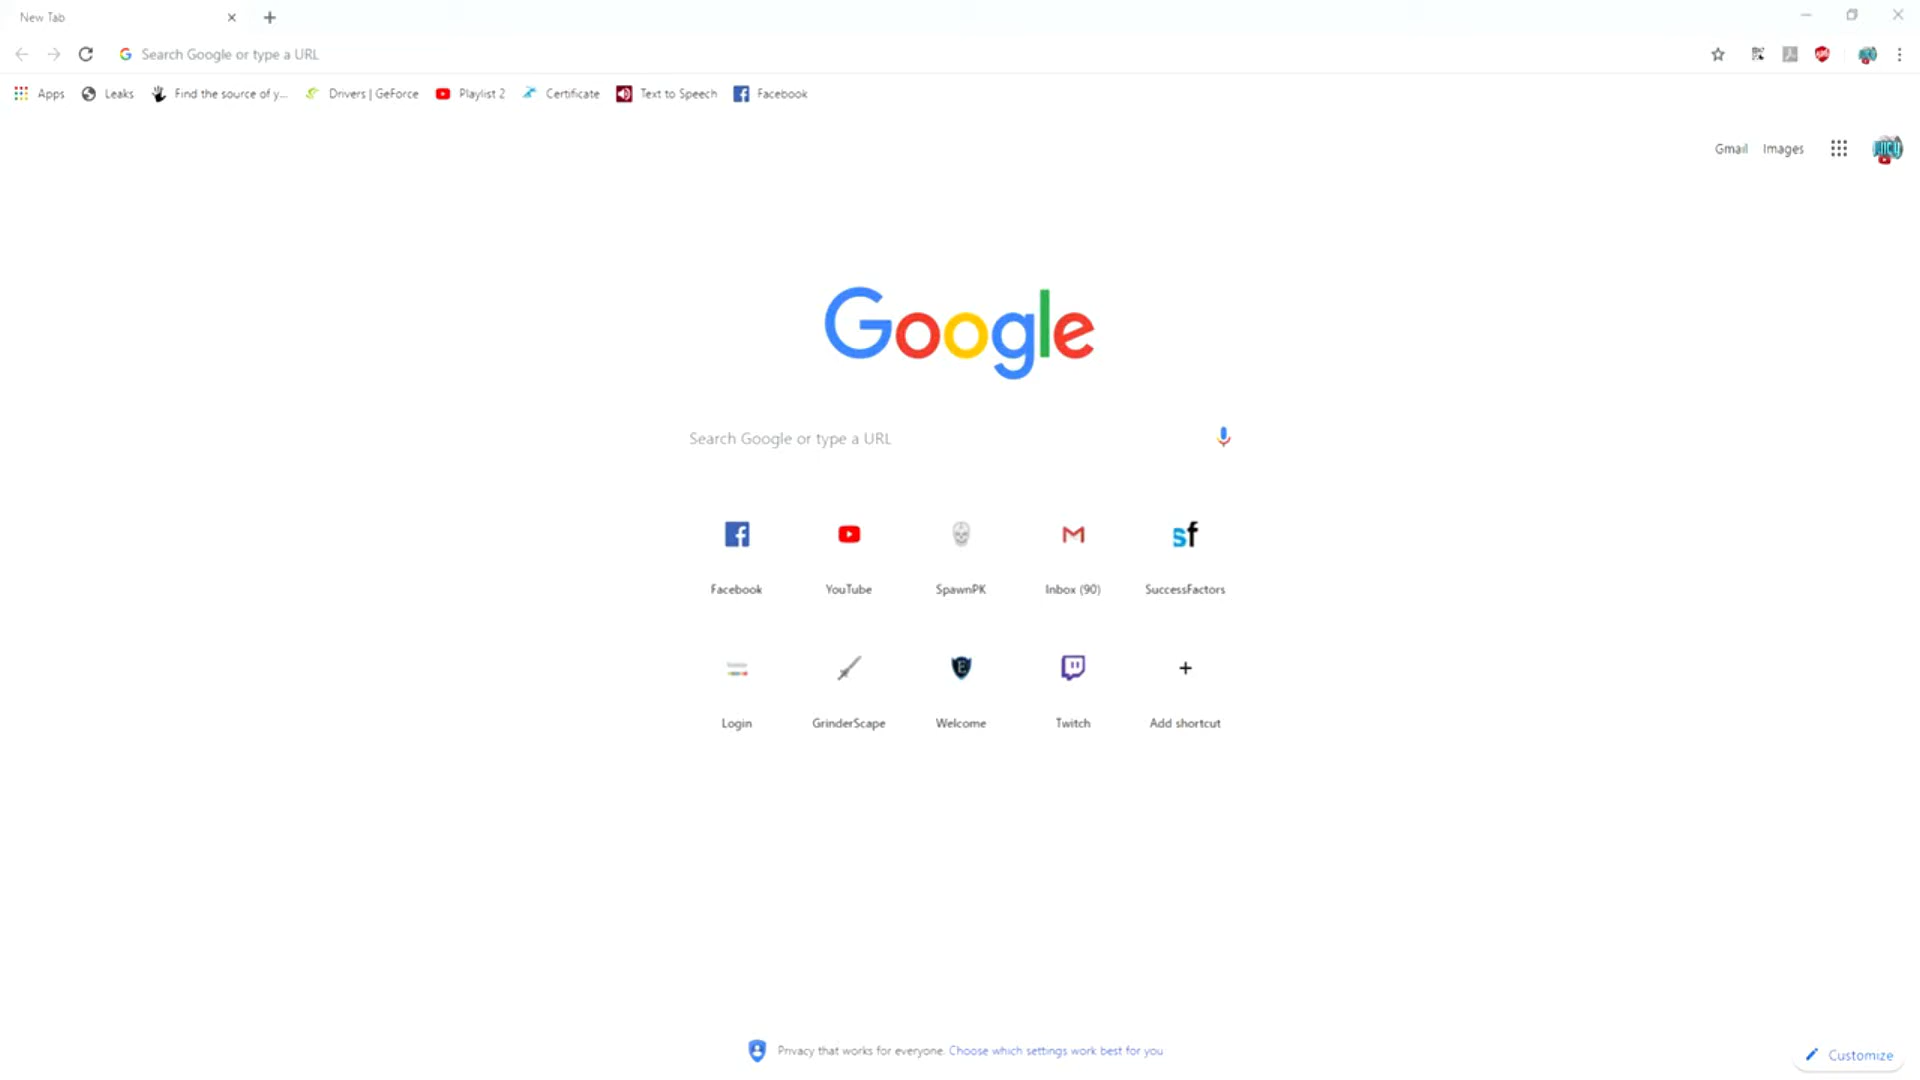 New Tab
Search Google or type a URL
Apps Leaks Find the source of y... Drivers | GeForce Playlist 2 Certificate Text to Speech Facebook
Gmail Images
Google
Search Google or type a URL
Facebook YouTube SpawnPK Inbox (90) SuccessFactors
Login GrinderScape Welcome Twitch Add shortcut
Privacy that works for everyone. Choose which settings work best for you
Customize